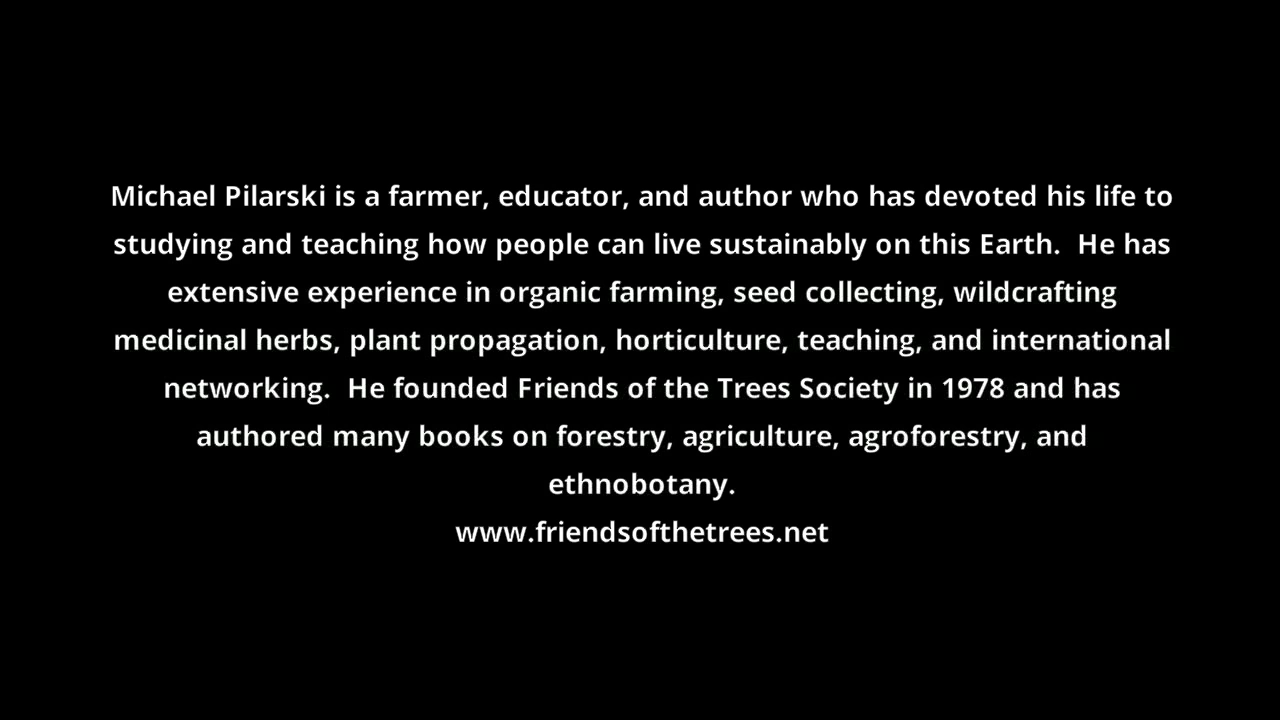 Michael Pilarski is a farmer, educator, and author who has devoted his life to
studying and teaching how people can live sustainably on this Earth.  He has
extensive experience in organic farming, seed collecting, wildcrafting
medicinal herbs, plant propagation, horticulture, teaching, and international
networking.  He founded Friends of the Trees Society in 1978 and has
authored many books on forestry, agriculture, agroforestry, and
ethnobotany.
www.friendsofthetrees.net